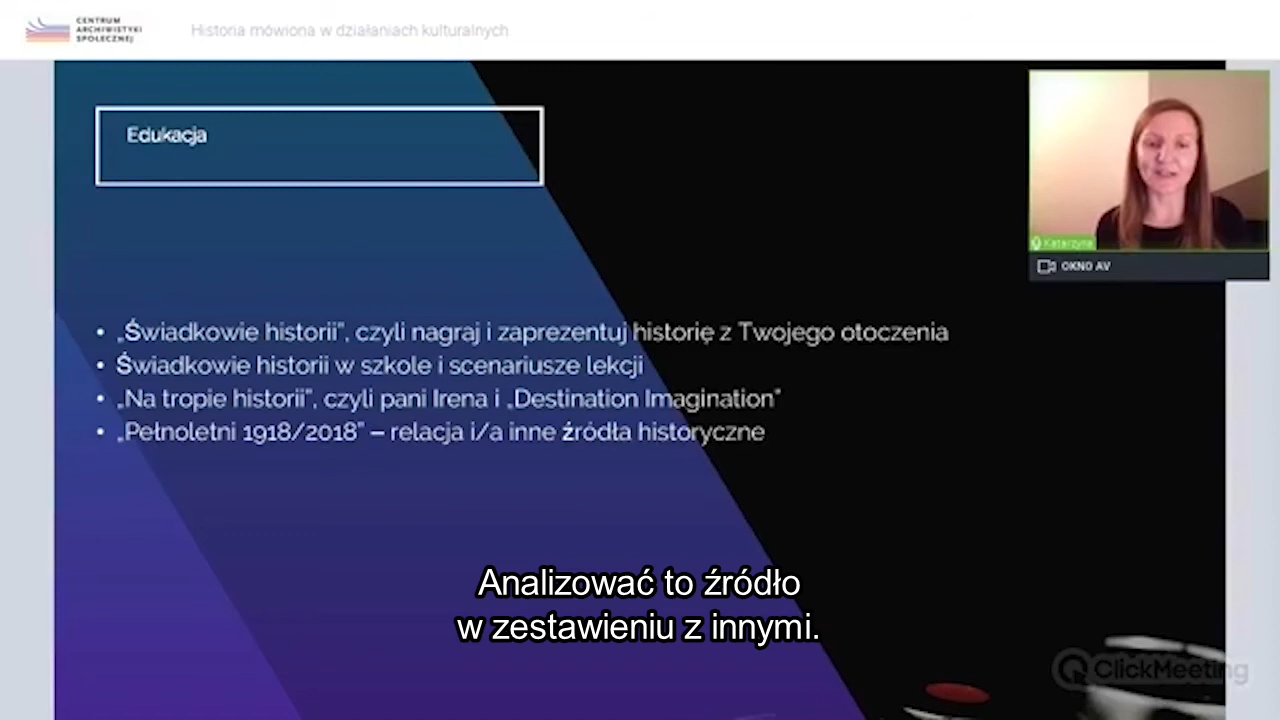 CENTRUM
ARCHIWISTYKI
SPOŁECZNEJ
Historia mówiona w działaniach kulturalnych
Edukacja
Katarzyna
OKNO AV
• „Świadkowie historii”, czyli nagraj i zaprezentuj historię z Twojego otoczenia
• Świadkowie historii w szkole i scenariusze lekcji
• „Na tropie historii”, czyli pani Irena i „Destination Imagination”
• „Pełnoletni 1918/2018” – relacja i/a inne źródła historyczne
Analizować to źródło
w zestawieniu z innymi.
ClickMeeting